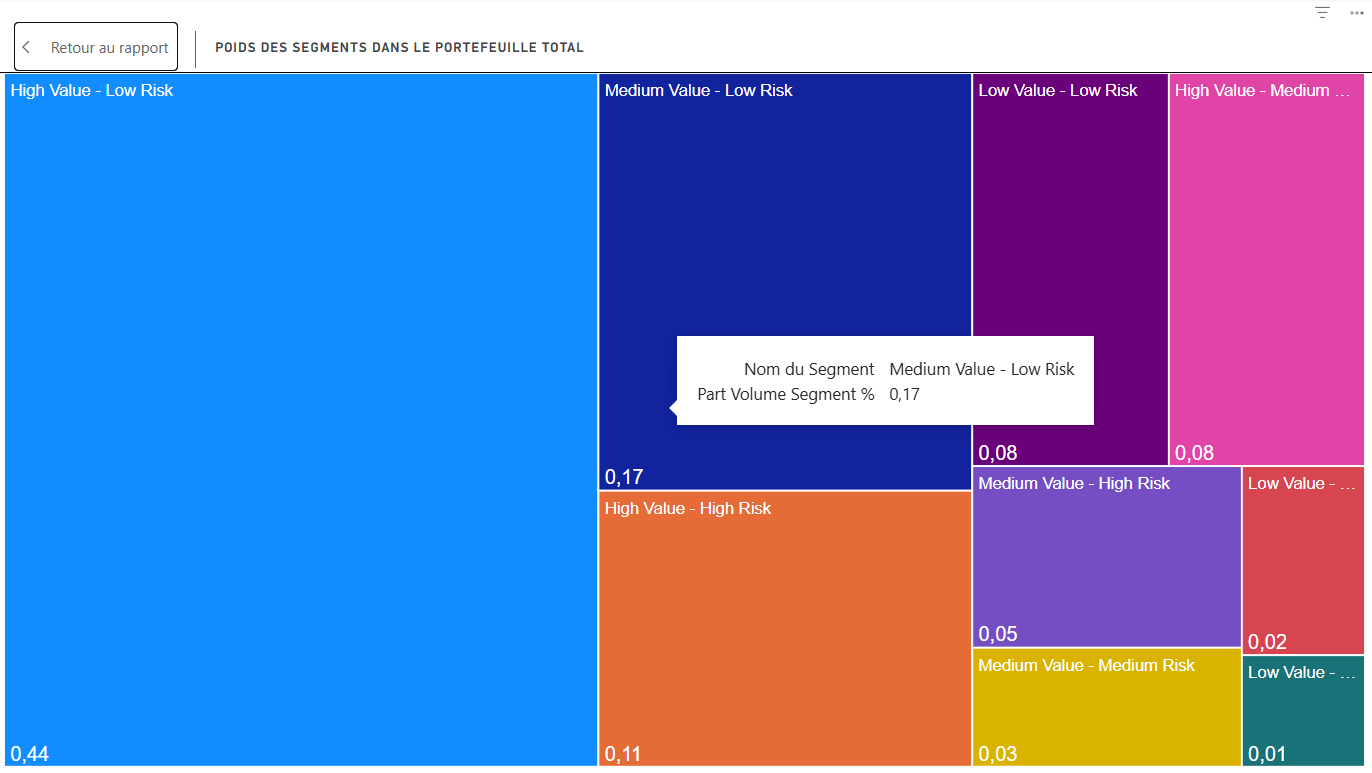 Retour au rapport
POIDS DES SEGMENTS DANS LE PORTEFEUILLE TOTAL
High Value - Low Risk
0,44
Medium Value - Low Risk
0,17
High Value - High Risk
0,11
Low Value - Low Risk
0,08
High Value - Medium ...
0,08
Nom du Segment Medium Value - Low Risk
Part Volume Segment % 0,17
Medium Value - High Risk
0,05
Low Value - ...
0,02
Medium Value - Medium Risk
0,03
Low Value - ...
0,01